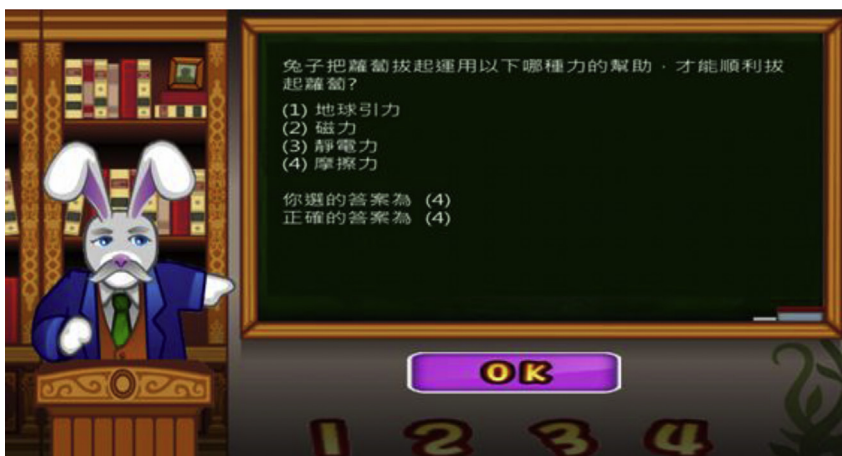 兔子把蘿蔔拔起運用以下哪種力的幫助，才能順利拔
起蘿蔔?
(1) 地球引力
(2) 磁力
(3) 靜電力
(4) 摩擦力
你選的答案為 (4)
正確的答案為 (4)
OK
1 2 3 4